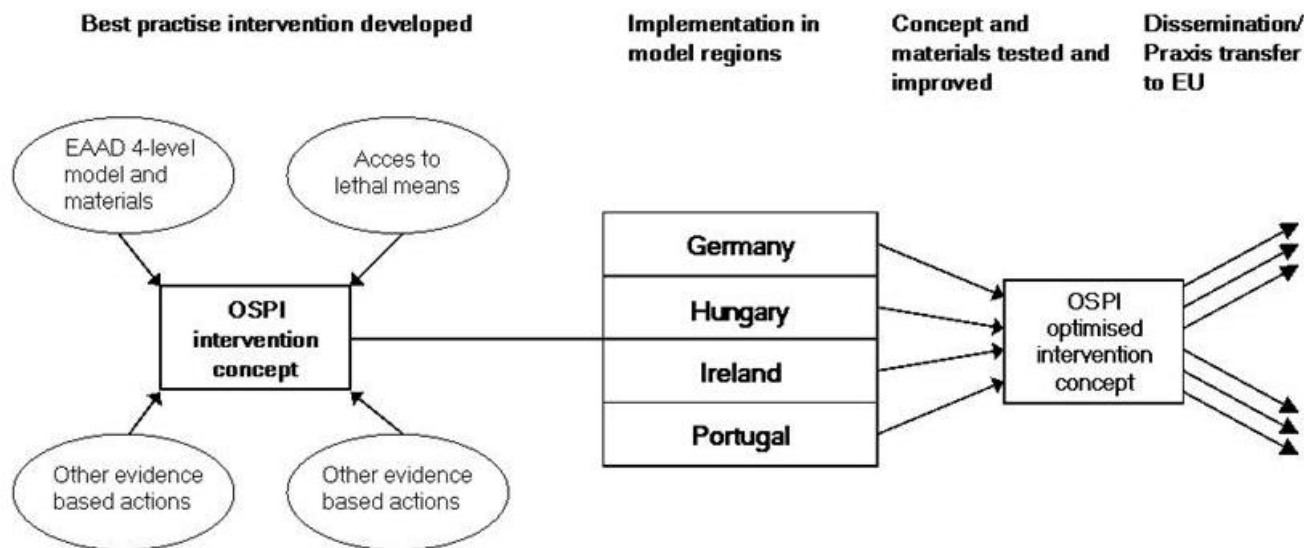 Best practise intervention developed
Implementation in
model regions
Concept and
materials tested and
improved
Dissemination/
Praxis transfer
to EU
EAAD 4-level
model and
materials
Acces to
lethal means
OSPI
intervention
concept
Other evidence
based actions
Other evidence
based actions
Germany
Hungary
Ireland
Portugal
OSPI
optimised
intervention
concept